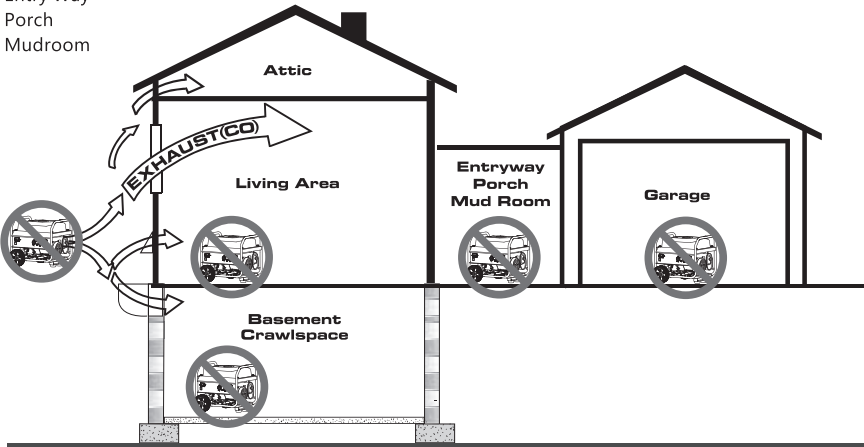 Porch
Mudroom
Attic
EXHAUST(CO)
Living Area
Entryway
Porch
Mud Room
Garage
Basement
Crawlspace